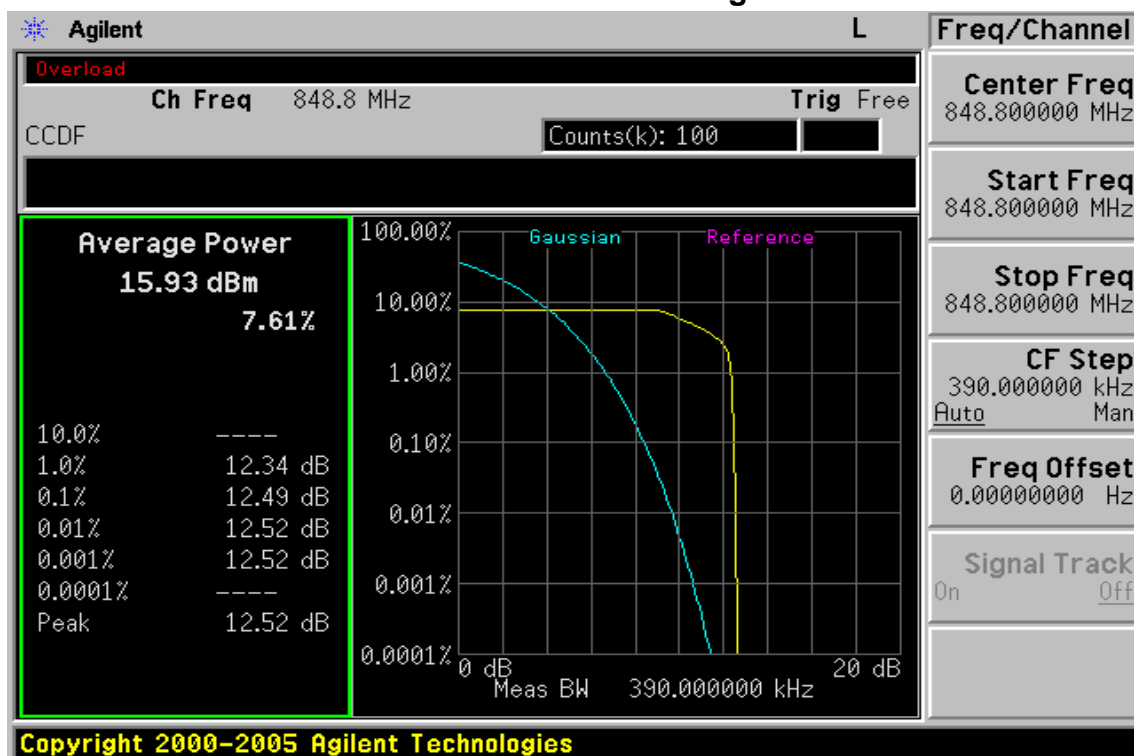 Agilent L
Overload
Ch Freq 848.8 MHz Trig Free
CCDF
Counts(k): 100
Average Power
15.93 dBm
7.61%
10.0% ----
1.0% 12.34 dB
0.1% 12.49 dB
0.01% 12.52 dB
0.001% 12.52 dB
0.0001% ----
Peak 12.52 dB
Gaussian Reference
100.00%
10.00%
1.00%
0.10%
0.01%
0.001%
0.0001%
0 dB 20 dB
Meas BW 390.000000 kHz
Freq/Channel
Center Freq
848.800000 MHz
Start Freq
848.800000 MHz
Stop Freq
848.800000 MHz
CF Step
390.000000 kHz
Auto Man
Freq Offset
0.00000000 Hz
Signal Track
On Off
Copyright 2000-2005 Agilent Technologies